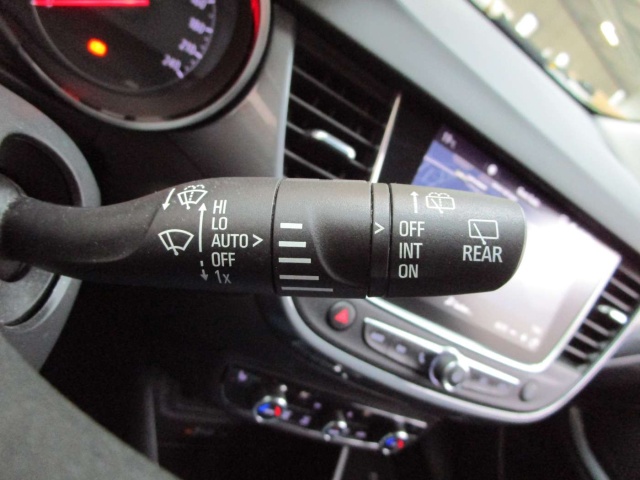 HI
LO
AUTO >
OFF
1x
>
OFF
INT
ON
REAR